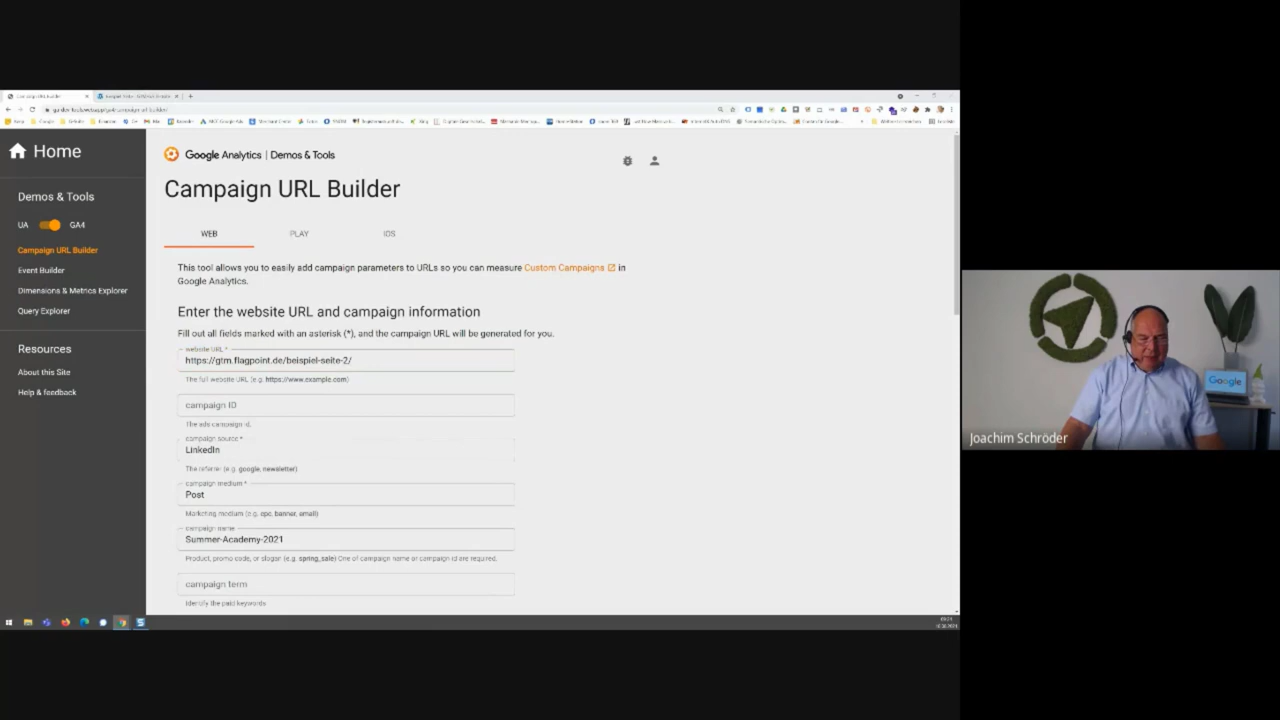 Home
Demos & Tools
UA
GA4
Campaign URL Builder
Event Builder
Dimensions & Metrics Explorer
Query Explorer
Resources
About this Site
Help & feedback
Google Analytics | Demos & Tools
Campaign URL Builder
WEB
PLAY
IOS
This tool allows you to easily add campaign parameters to URLs so you can measure Custom Campaigns in
Google Analytics.
Enter the website URL and campaign information
Fill out all fields marked with an asterisk (*), and the campaign URL will be generated for you.
website URL *
https://gtm.flagpoint.de/beispiel-seite-2/
The full website URL (e.g. https://www.example.com)
campaign ID
The ads campaign id.
campaign source *
LinkedIn
The referrer (e.g. google, newsletter)
campaign medium *
Post
Marketing medium (e.g. cpc, banner, email)
campaign name
Summer-Academy-2021
Product, promo code, or slogan (e.g. spring_sale) One of campaign name or campaign id are required.
campaign term
Identify the paid keywords
Google
Joachim Schröder